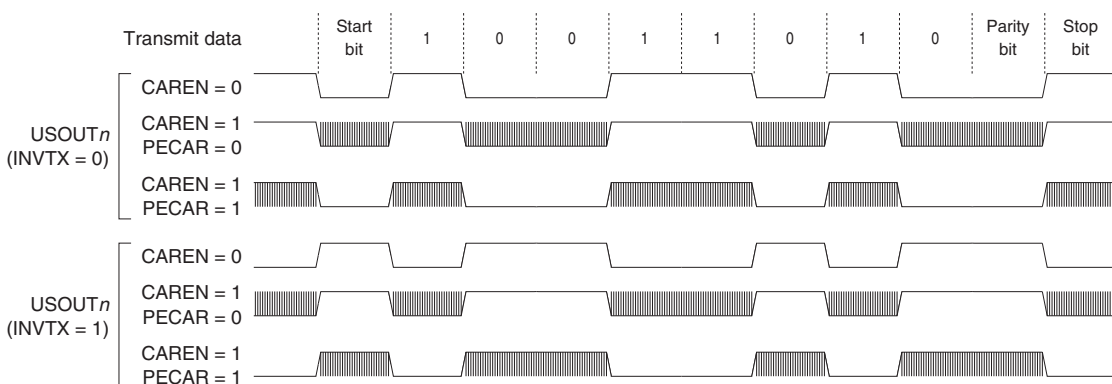 Transmit data
Start bit
1
0
0
1
1
0
1
0
Parity bit
Stop bit
USOUTn
(INVTX = 0)
CAREN = 0
CAREN = 1
PECAR = 0
CAREN = 1
PECAR = 1
USOUTn
(INVTX = 1)
CAREN = 0
CAREN = 1
PECAR = 0
CAREN = 1
PECAR = 1